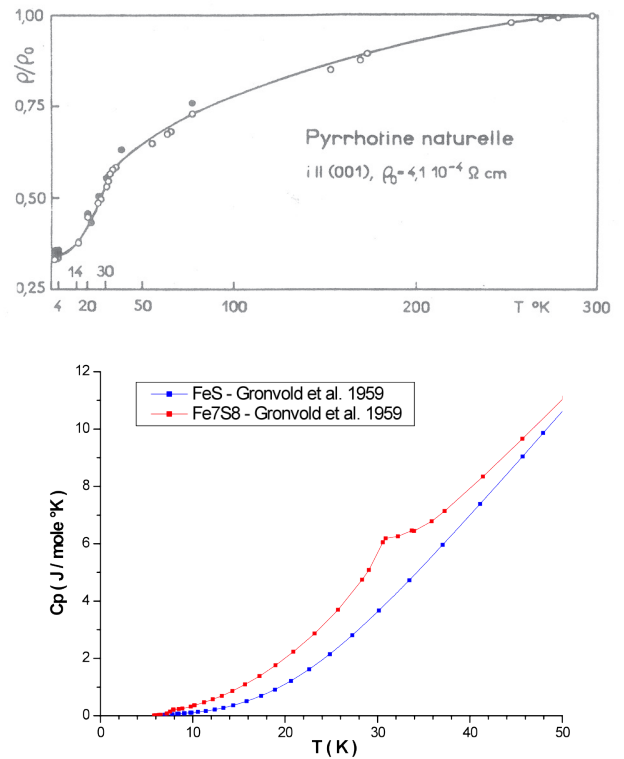 1,00
0,75
0,50
0,25
ρ/ρ₀
Pyrrhotine naturelle
i II (001), ρ₀=4,1 10⁻⁴ Ω cm
14
30
4 20 50 100 200 T °K 300
12
10
8
6
4
2
0
Cp ( J / mole °K )
FeS - Gronvold et al. 1959
Fe7S8 - Gronvold et al. 1959
0 10 20 30 40 50
T ( K )